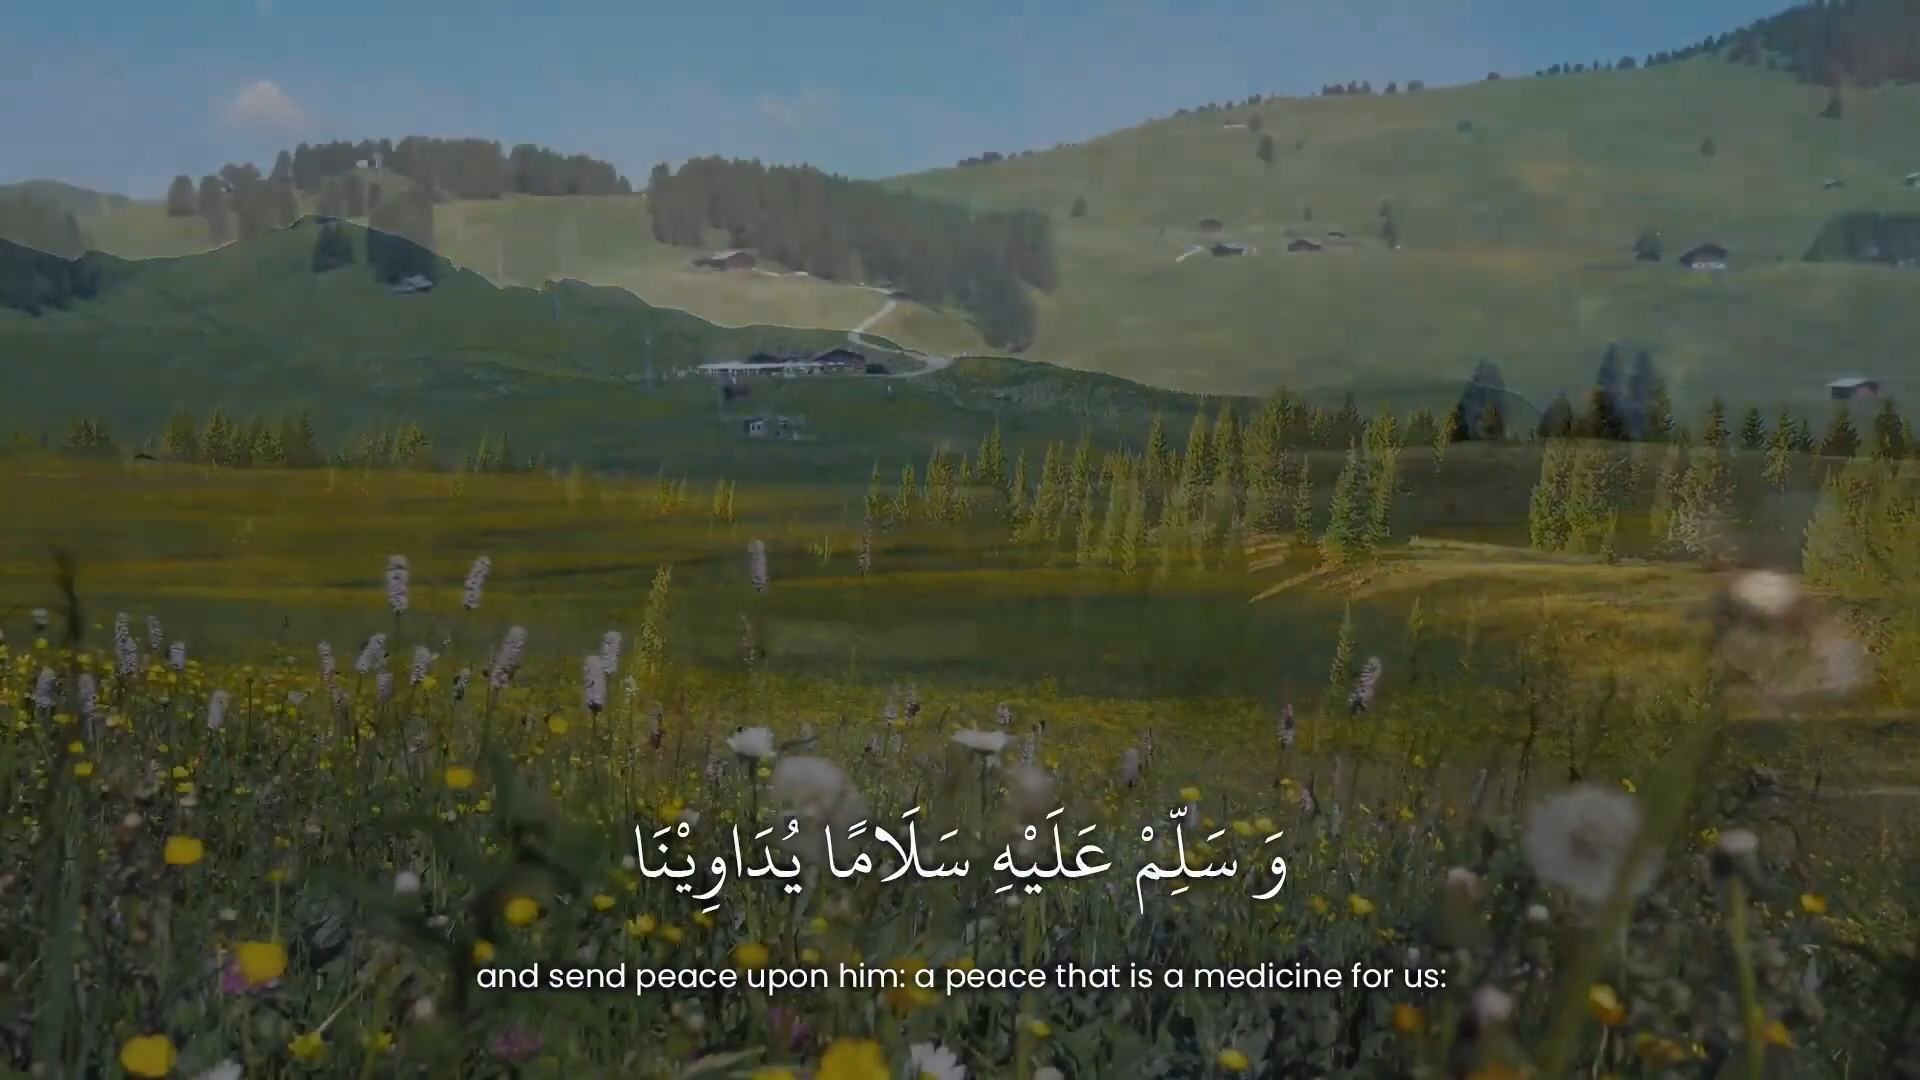 وَ سَلِّمْ عَلَيْهِ سَلَامًا يُدَاوِيْنَا
and send peace upon him: a peace that is a medicine for us: